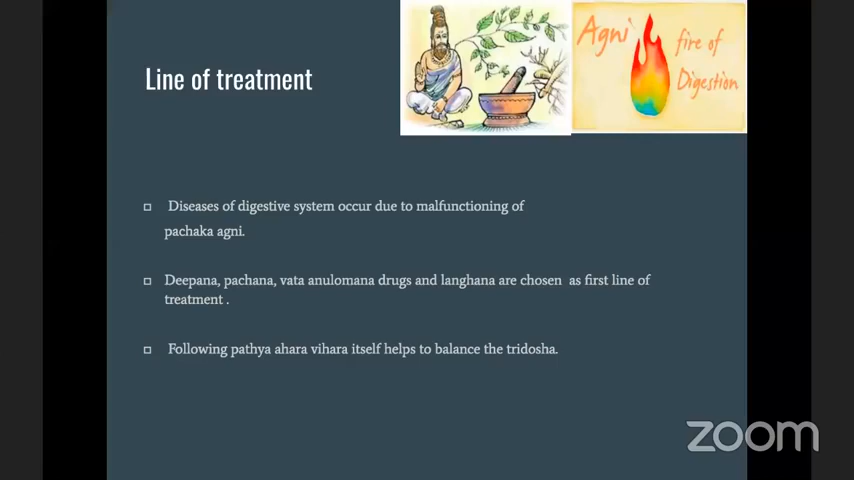 Line of treatment
Agni fire of
Digestion
Diseases of digestive system occur due to malfunctioning of
pachaka agni.
Deepana, pachana, vata anulomana drugs and langhana are chosen as first line of
treatment .
Following pathya ahara vihara itself helps to balance the tridosha.
zoom